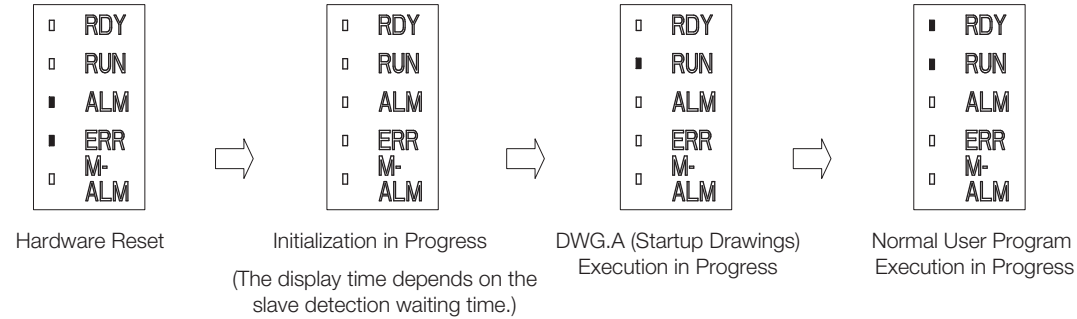 RDY
RUN
ALM
ERR
M-
ALM
RDY
RUN
ALM
ERR
M-
ALM
RDY
RUN
ALM
ERR
M-
ALM
RDY
RUN
ALM
ERR
M-
ALM
Hardware Reset
Initialization in Progress
(The display time depends on the
slave detection waiting time.)
DWG.A (Startup Drawings)
Execution in Progress
Normal User Program
Execution in Progress